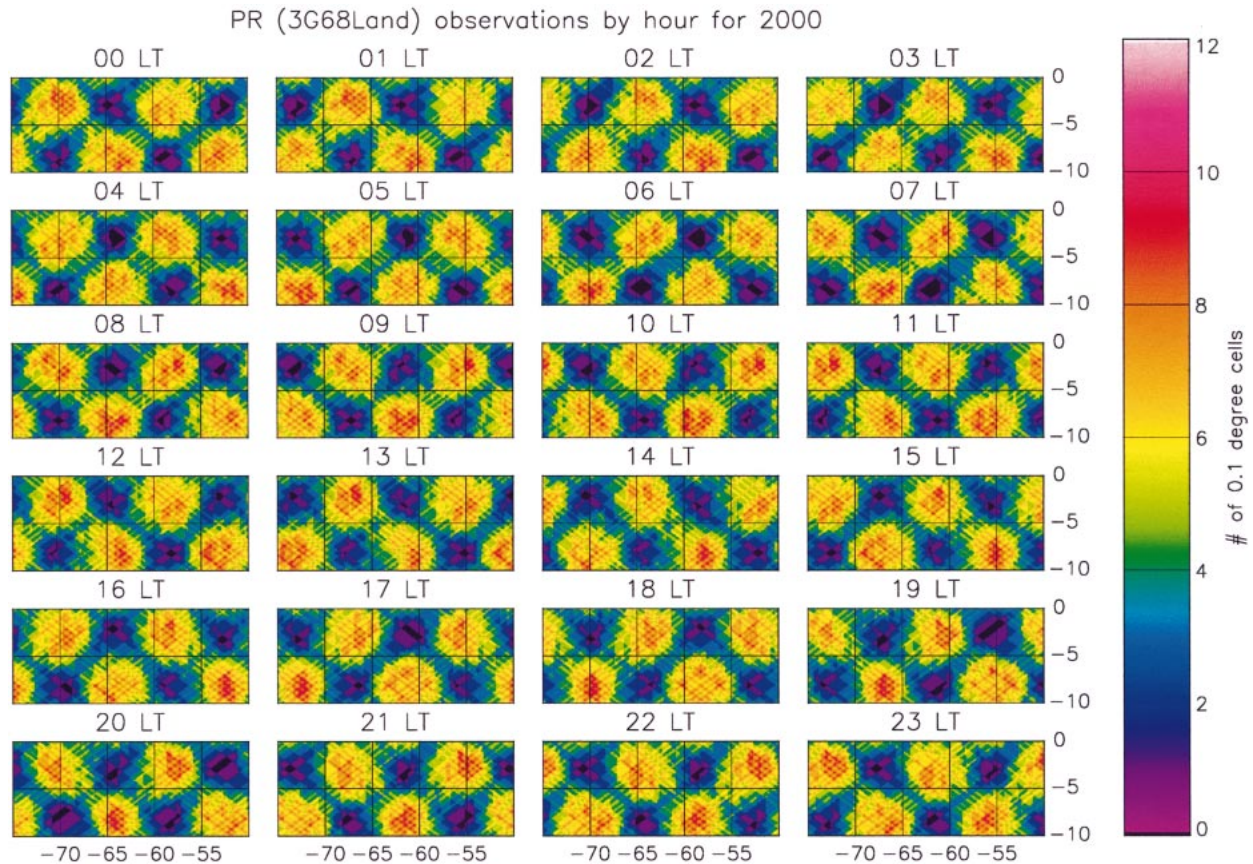 PR (3G68Land) observations by hour for 2000
00 LT 01 LT 02 LT 03 LT
0
−5
−10
04 LT 05 LT 06 LT 07 LT
0
−5
−10
08 LT 09 LT 10 LT 11 LT
0
−5
−10
12 LT 13 LT 14 LT 15 LT
0
−5
−10
16 LT 17 LT 18 LT 19 LT
0
−5
−10
20 LT 21 LT 22 LT 23 LT
0
−5
−10
−70 −65 −60 −55 −70 −65 −60 −55 −70 −65 −60 −55 −70 −65 −60 −55
12
10
8
6
4
2
0
# of 0.1 degree cells